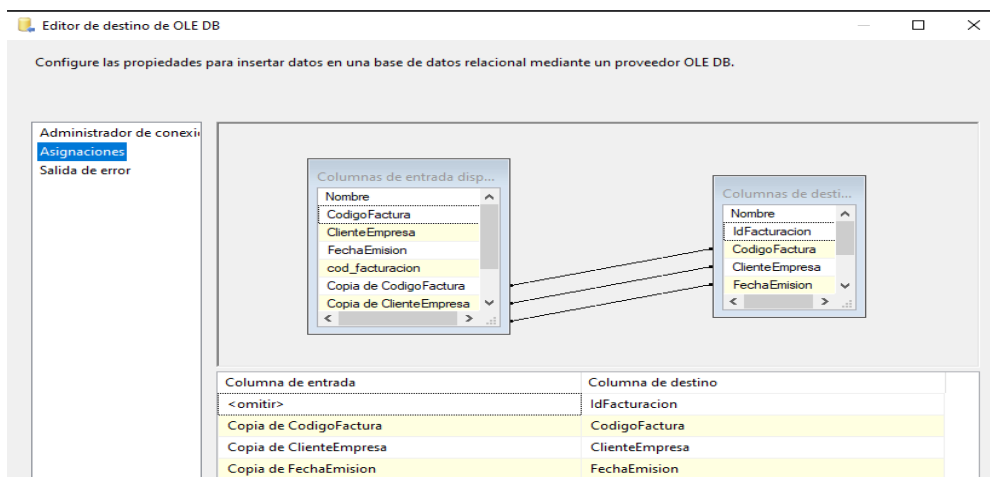 Editor de destino de OLE DB
Configure las propiedades para insertar datos en una base de datos relacional mediante un proveedor OLE DB.
Administrador de conexi
Asignaciones
Salida de error
Columnas de entrada disp...
Nombre
CodigoFactura
ClienteEmpresa
FechaEmision
cod_facturacion
Copia de CodigoFactura
Copia de ClienteEmpresa
Columnas de desti...
Nombre
IdFacturacion
CodigoFactura
ClienteEmpresa
FechaEmision
Columna de entrada Columna de destino
<omitir> IdFacturacion
Copia de CodigoFactura CodigoFactura
Copia de ClienteEmpresa ClienteEmpresa
Copia de FechaEmision FechaEmision